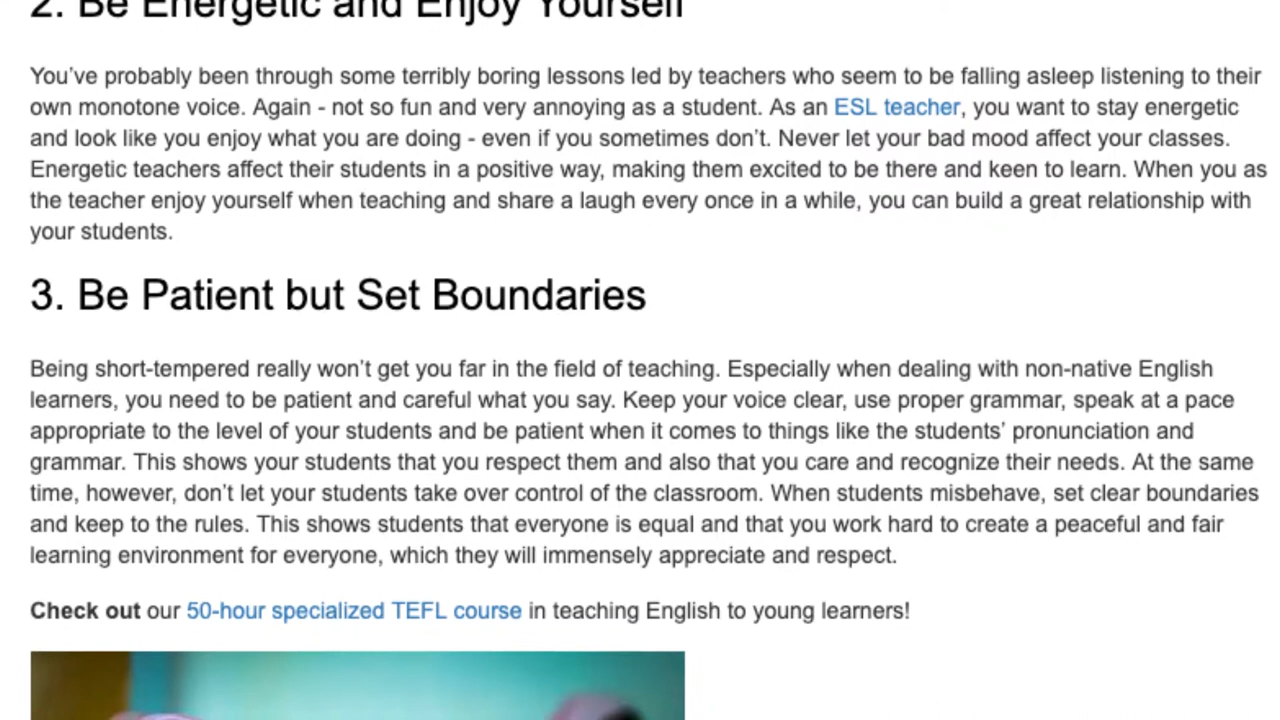 2. Be Energetic and Enjoy Yourself
You’ve probably been through some terribly boring lessons led by teachers who seem to be falling asleep listening to their
own monotone voice. Again - not so fun and very annoying as a student. As an ESL teacher, you want to stay energetic
and look like you enjoy what you are doing - even if you sometimes don’t. Never let your bad mood affect your classes.
Energetic teachers affect their students in a positive way, making them excited to be there and keen to learn. When you as
the teacher enjoy yourself when teaching and share a laugh every once in a while, you can build a great relationship with
your students.
3. Be Patient but Set Boundaries
Being short-tempered really won’t get you far in the field of teaching. Especially when dealing with non-native English
learners, you need to be patient and careful what you say. Keep your voice clear, use proper grammar, speak at a pace
appropriate to the level of your students and be patient when it comes to things like the students’ pronunciation and
grammar. This shows your students that you respect them and also that you care and recognize their needs. At the same
time, however, don’t let your students take over control of the classroom. When students misbehave, set clear boundaries
and keep to the rules. This shows students that everyone is equal and that you work hard to create a peaceful and fair
learning environment for everyone, which they will immensely appreciate and respect.
Check out our 50-hour specialized TEFL course in teaching English to young learners!